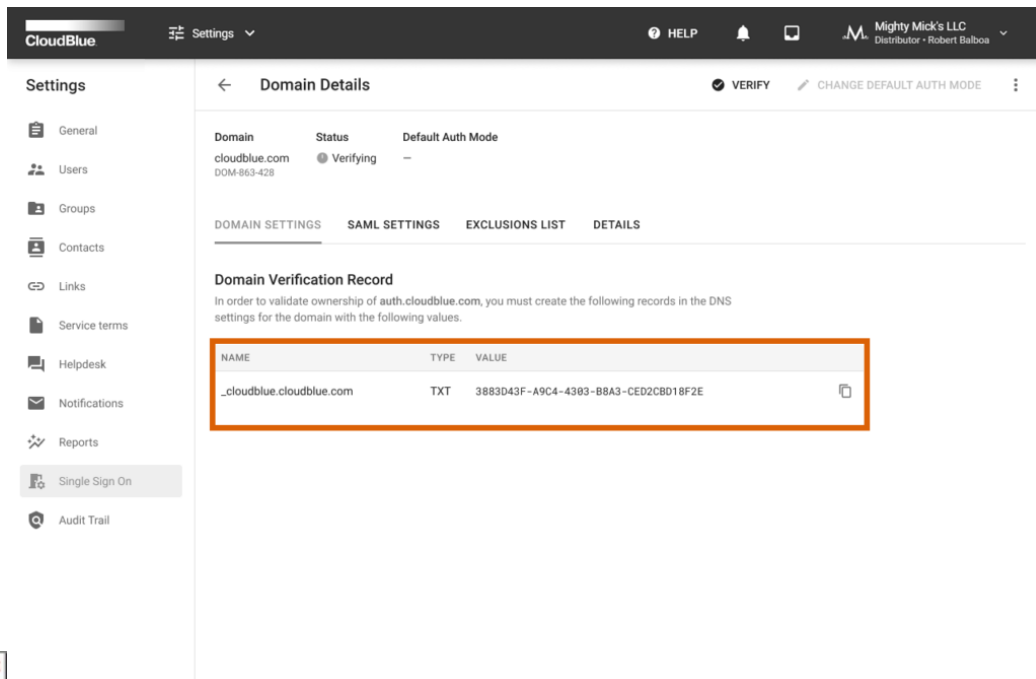 CloudBlue
Settings
HELP
Mighty Mick's LLC
Distributor • Robert Balboa
Settings
General
Users
Groups
Contacts
Links
Service terms
Helpdesk
Notifications
Reports
Single Sign On
Audit Trail
Domain Details
VERIFY
CHANGE DEFAULT AUTH MODE
Domain Status Default Auth Mode
cloudblue.com Verifying —
DOM-863-428
DOMAIN SETTINGS SAML SETTINGS EXCLUSIONS LIST DETAILS
Domain Verification Record
In order to validate ownership of auth.cloudblue.com, you must create the following records in the DNS
settings for the domain with the following values.
NAME TYPE VALUE
_cloudblue.cloudblue.com TXT 3883D43F-A9C4-4303-B8A3-CED2CBD18F2E